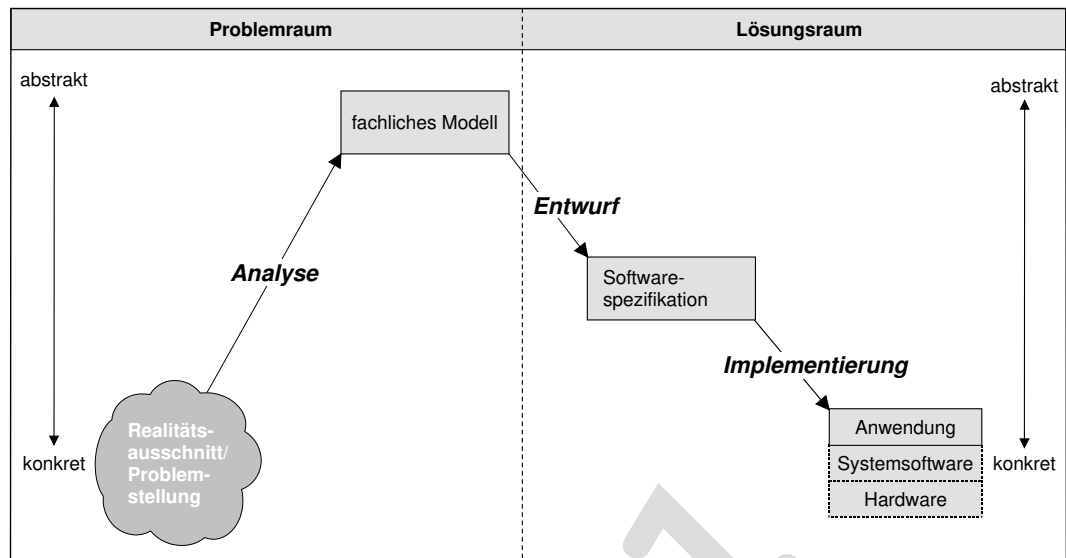 Problemraum
Lösungsraum
abstrakt
abstrakt
fachliches Modell
Entwurf
Analyse
Software-
spezifikation
Implementierung
Realitäts-
ausschnitt/
Problem-
stellung
konkret
Anwendung
Systemsoftware
konkret
Hardware